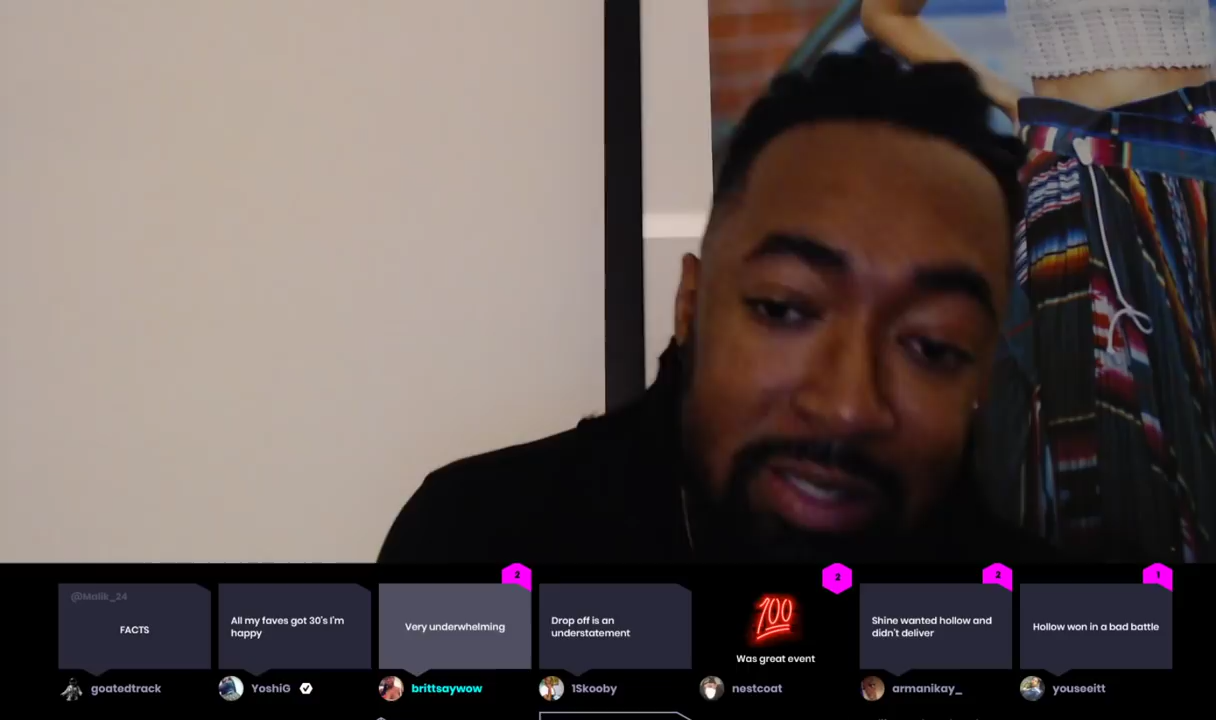 2
2
2
1
@Malik_24
FACTS
All my faves got 30's I'm
happy
Very underwhelming
Drop off is an
understatement
100
Was great event
Shine wanted hollow and
didn't deliver
Hollow won in a bad battle
goatedtrack
YoshiG
brittsaywow
1Skooby
nestcoat
armanikay_
youseeitt